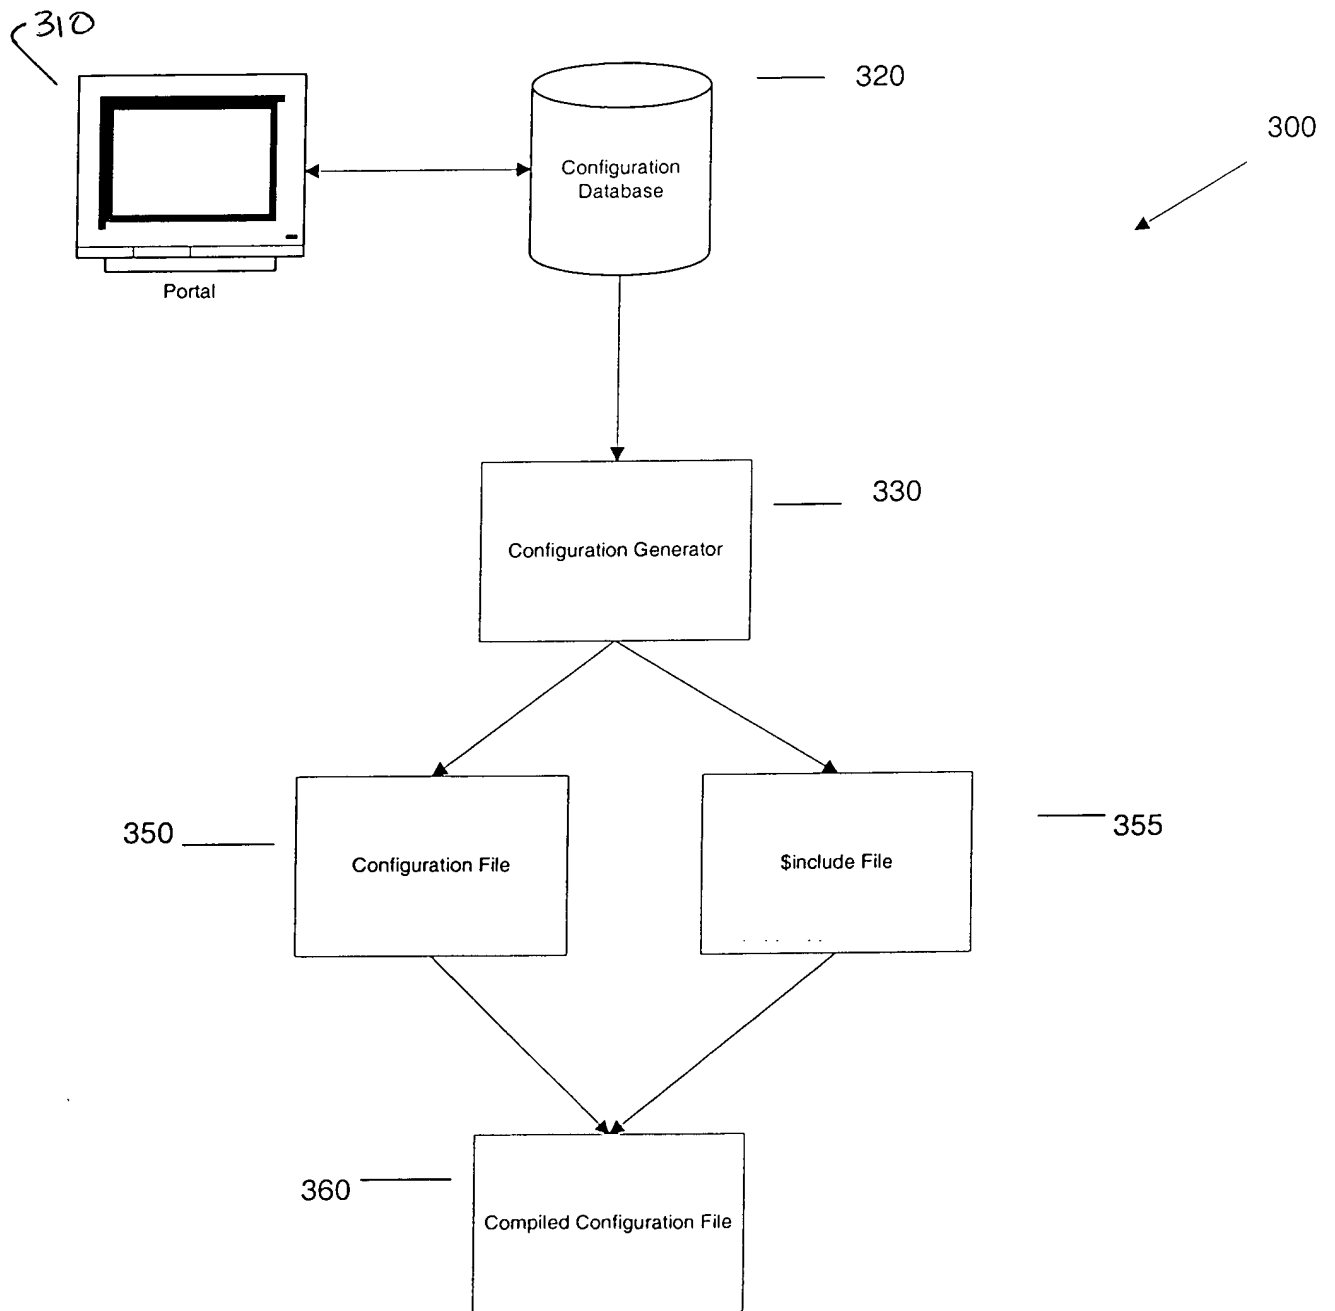 310
320
300
Configuration
Database
Portal
330
Configuration Generator
350
355
Configuration File
$include File
360
Compiled Configuration File